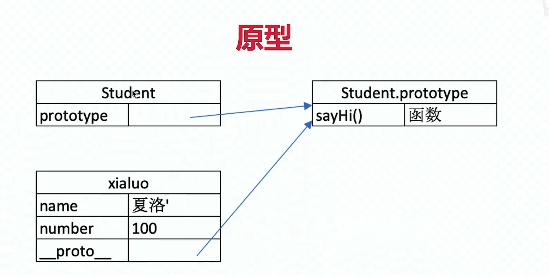 原型
Student
prototype
Student.prototype
sayHi() 函数
xialuo
name 夏洛'
number 100
__proto__